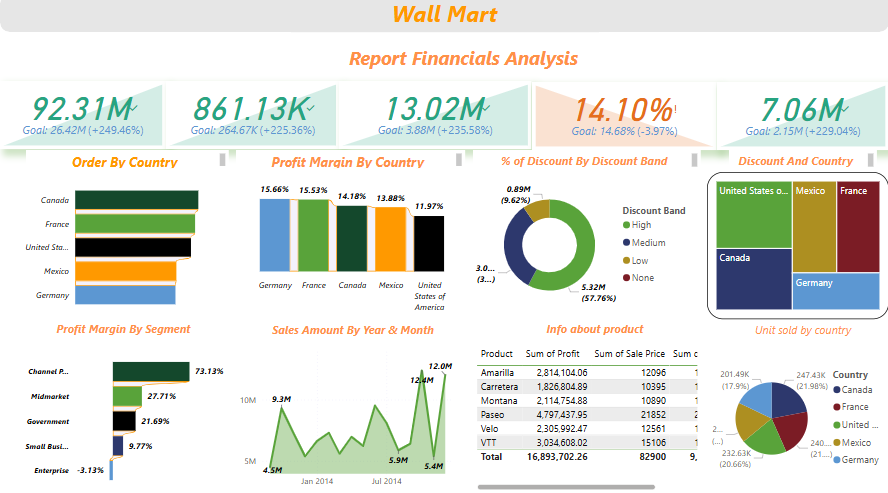 Wall Mart
Report Financials Analysis
92.31M
Goal: 26.42M (+249.46%)
861.13K
Goal: 264.67K (+225.36%)
13.02M
Goal: 3.88M (+235.58%)
14.10%!
Goal: 14.68% (-3.97%)
7.06M
Goal: 2.15M (+229.04%)
Order By Country
Canada
France
United Sta...
Mexico
Germany
Profit Margin By Country
15.66%
15.53%
14.18%
13.88%
11.97%
Germany
France
Canada
Mexico
United
States of
America
% of Discount By Discount Band
0.89M
(9.62%)
3.0...
(3...)
5.32M
(57.76%)
Discount Band
High
Medium
Low
None
Discount And Country
United States o...
Mexico
France
Canada
Germany
Profit Margin By Segment
Channel P...
73.13%
Midmarket
27.71%
Government
21.69%
Small Busi...
9.77%
Enterprise
-3.13%
Sales Amount By Year & Month
10M
5M
4.5M
9.3M
5.9M
12.4M
5.4M
12.0M
Jan 2014
Jul 2014
Info about product
Product Sum of Profit Sum of Sale Price Sum c
Amarilla 2,814,104.06 12096 1
Carretera 1,826,804.89 10395 1
Montana 2,114,754.88 10890 1
Paseo 4,797,437.95 21852 2
Velo 2,305,992.47 12561 1
VTT 3,034,608.02 15106 1
Total 16,893,702.26 82900 9,
Unit sold by country
201.49K
(17.9%)
247.43K
(21.98%)
2...
(...)
240....
(21....)
232.63K
(20.66%)
Country
Canada
France
United ...
Mexico
Germany